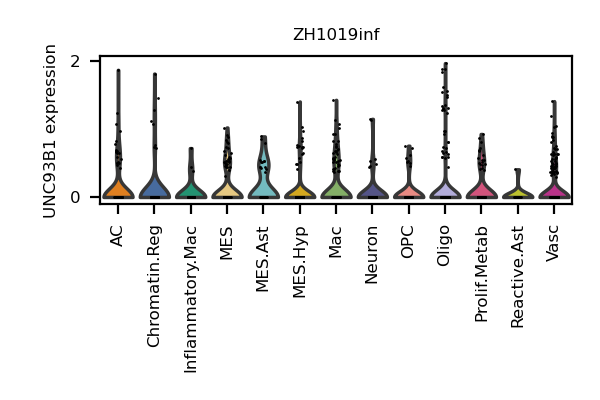 ZH1019inf
UNC93B1 expression
2
0
AC
Chromatin.Reg
Inflammatory.Mac
MES
MES.Ast
MES.Hyp
Mac
Neuron
OPC
Oligo
Prolif.Metab
Reactive.Ast
Vasc